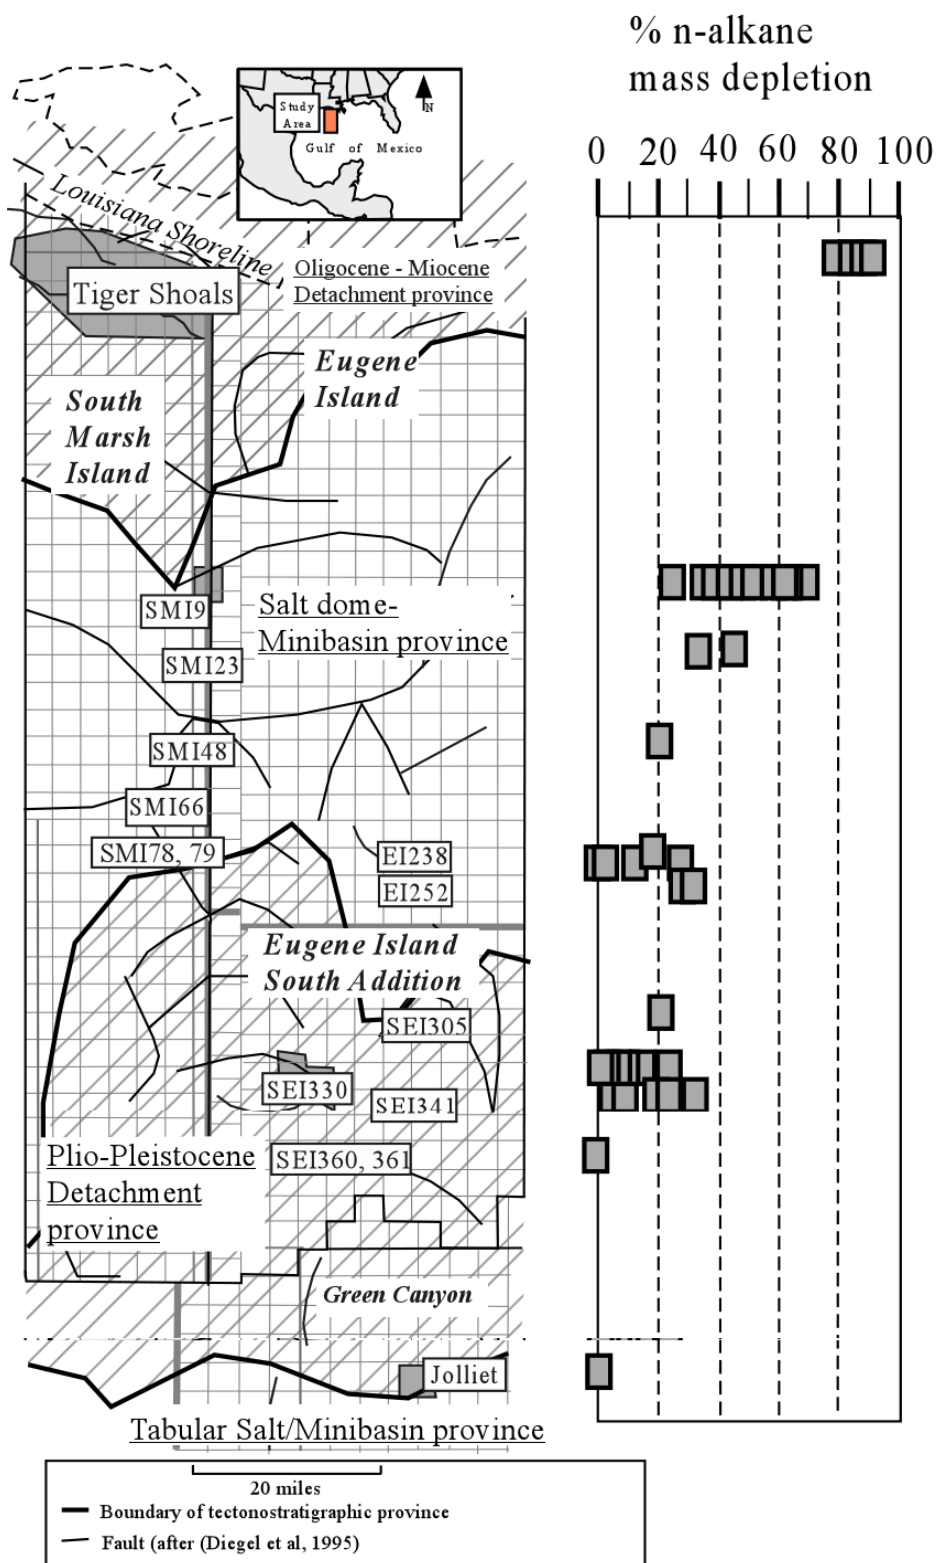 % n-alkane
mass depletion
0 20 40 60 80 100
Study
Area
N
Gulf of Mexico
Louisiana Shoreline
Oligocene - Miocene
Detachment province
Tiger Shoals
Eugene
Island
South
Marsh
Island
SMI9
Salt dome-
Minibasin province
SMI23
SMI48
SMI66
SMI78, 79
EI238
EI252
Eugene Island
South Addition
SEI305
SEI330
SEI341
Plio-Pleistocene
Detachment
province
SEI360, 361
Green Canyon
Jolliet
Tabular Salt/Minibasin province
20 miles
Boundary of tectonostratigraphic province
Fault (after (Diegel et al, 1995)